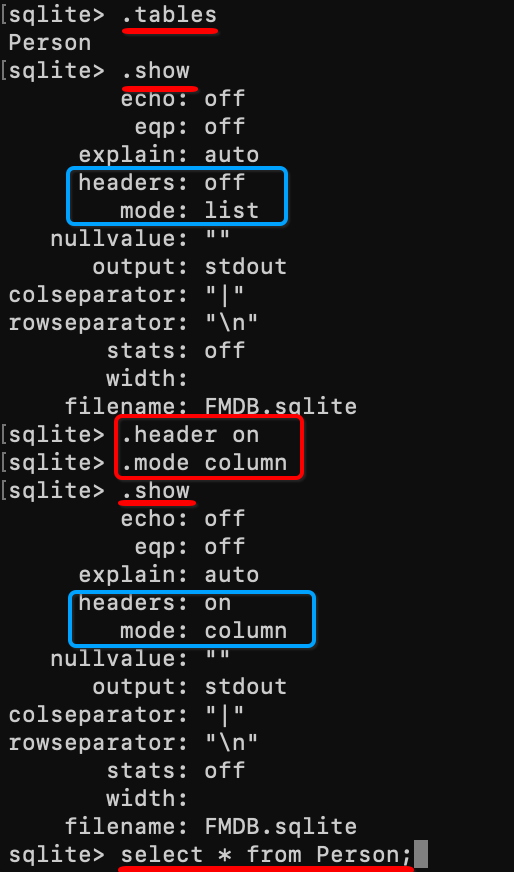 [sqlite> .tables
Person
[sqlite> .show
echo: off
eqp: off
explain: auto
headers: off
mode: list
nullvalue: ""
output: stdout
colseparator: "|"
rowseparator: "\n"
stats: off
width:
filename: FMDB.sqlite
[sqlite> .header on
[sqlite> .mode column
[sqlite> .show
echo: off
eqp: off
explain: auto
headers: on
mode: column
nullvalue: ""
output: stdout
colseparator: "|"
rowseparator: "\n"
stats: off
width:
filename: FMDB.sqlite
sqlite> select * from Person;